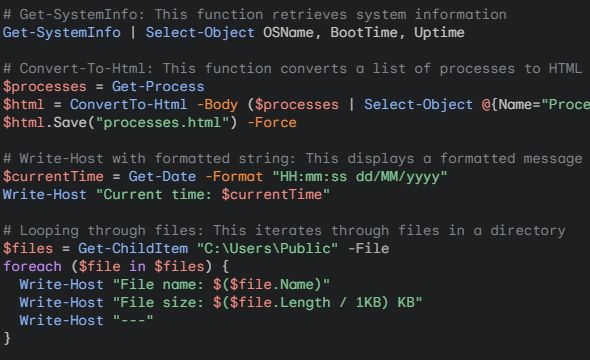 # Get-SystemInfo: This function retrieves system information
Get-SystemInfo | Select-Object OSName, BootTime, Uptime

# Convert-To-Html: This function converts a list of processes to HTML
$processes = Get-Process
$html = ConvertTo-Html -Body ($processes | Select-Object @{Name="Proce
$html.Save("processes.html") -Force

# Write-Host with formatted string: This displays a formatted message
$currentTime = Get-Date -Format "HH:mm:ss dd/MM/yyyy"
Write-Host "Current time: $currentTime"

# Looping through files: This iterates through files in a directory
$files = Get-ChildItem "C:\Users\Public" -File
foreach ($file in $files) {
  Write-Host "File name: $($file.Name)"
  Write-Host "File size: $($file.Length / 1KB) KB"
  Write-Host "---"
}